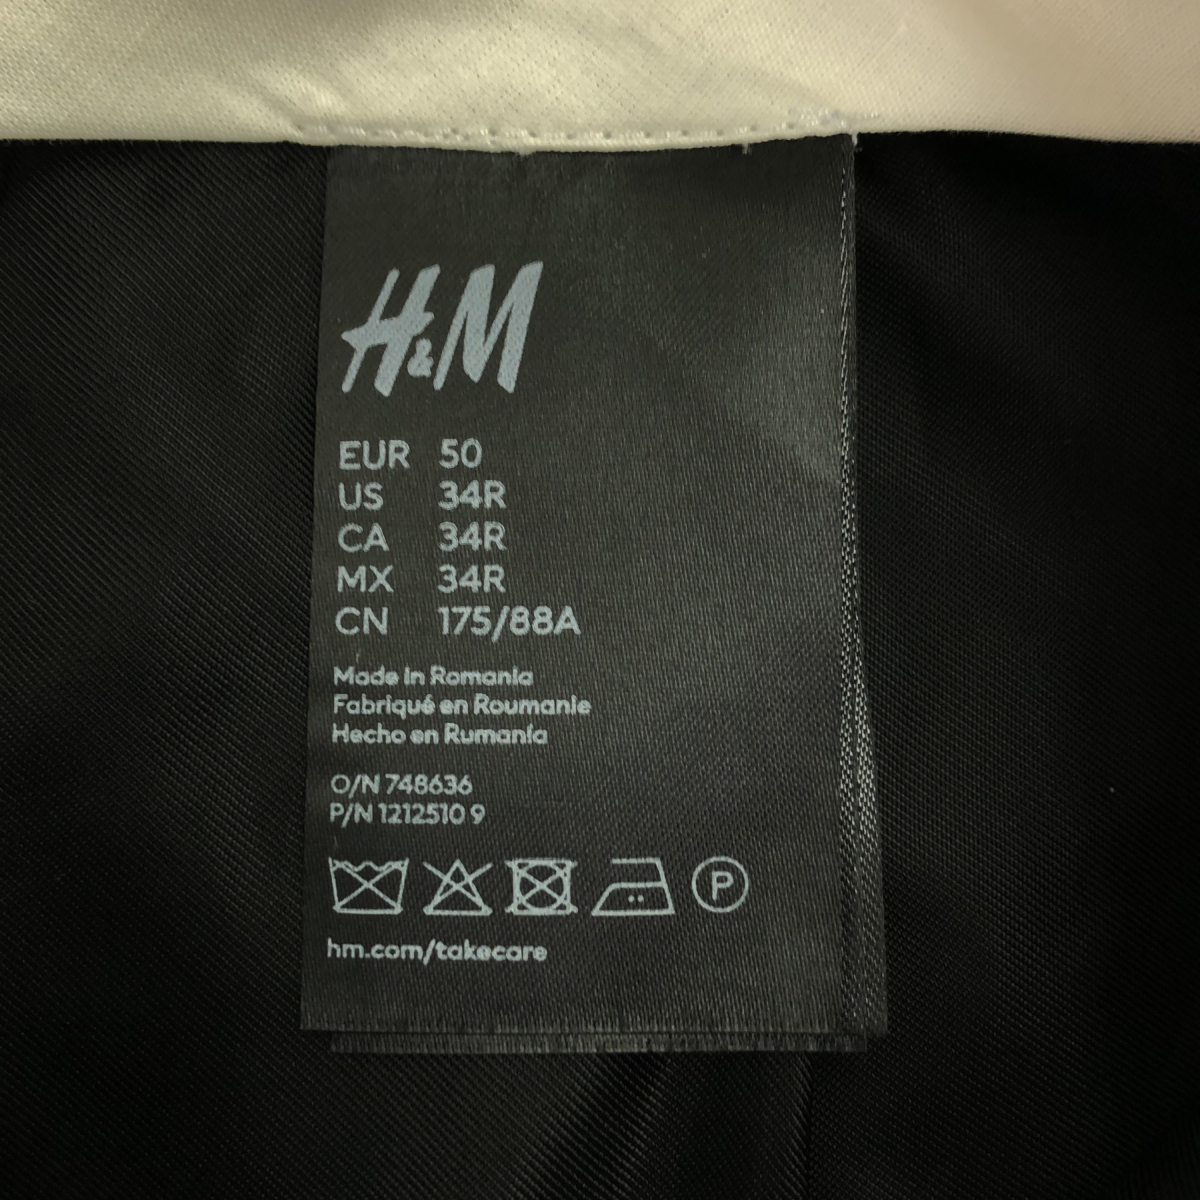 H&M
EUR 50
US 34R
CA 34R
MX 34R
CN 175/88A
Made in Romania
Fabriqué en Roumanie
Hecho en Rumanía
O/N 748636
P/N 1212510 9
P
hm.com/takecare